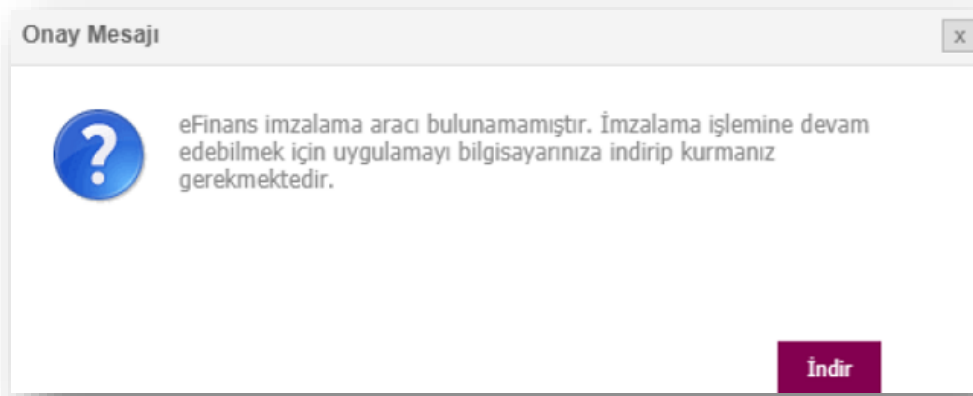 Onay Mesajı
x
eFinans imzalama aracı bulunamamıştır. İmzalama işlemine devam
edebilmek için uygulamayı bilgisayarınıza indirip kurmanız
gerekmektedir.
İndir